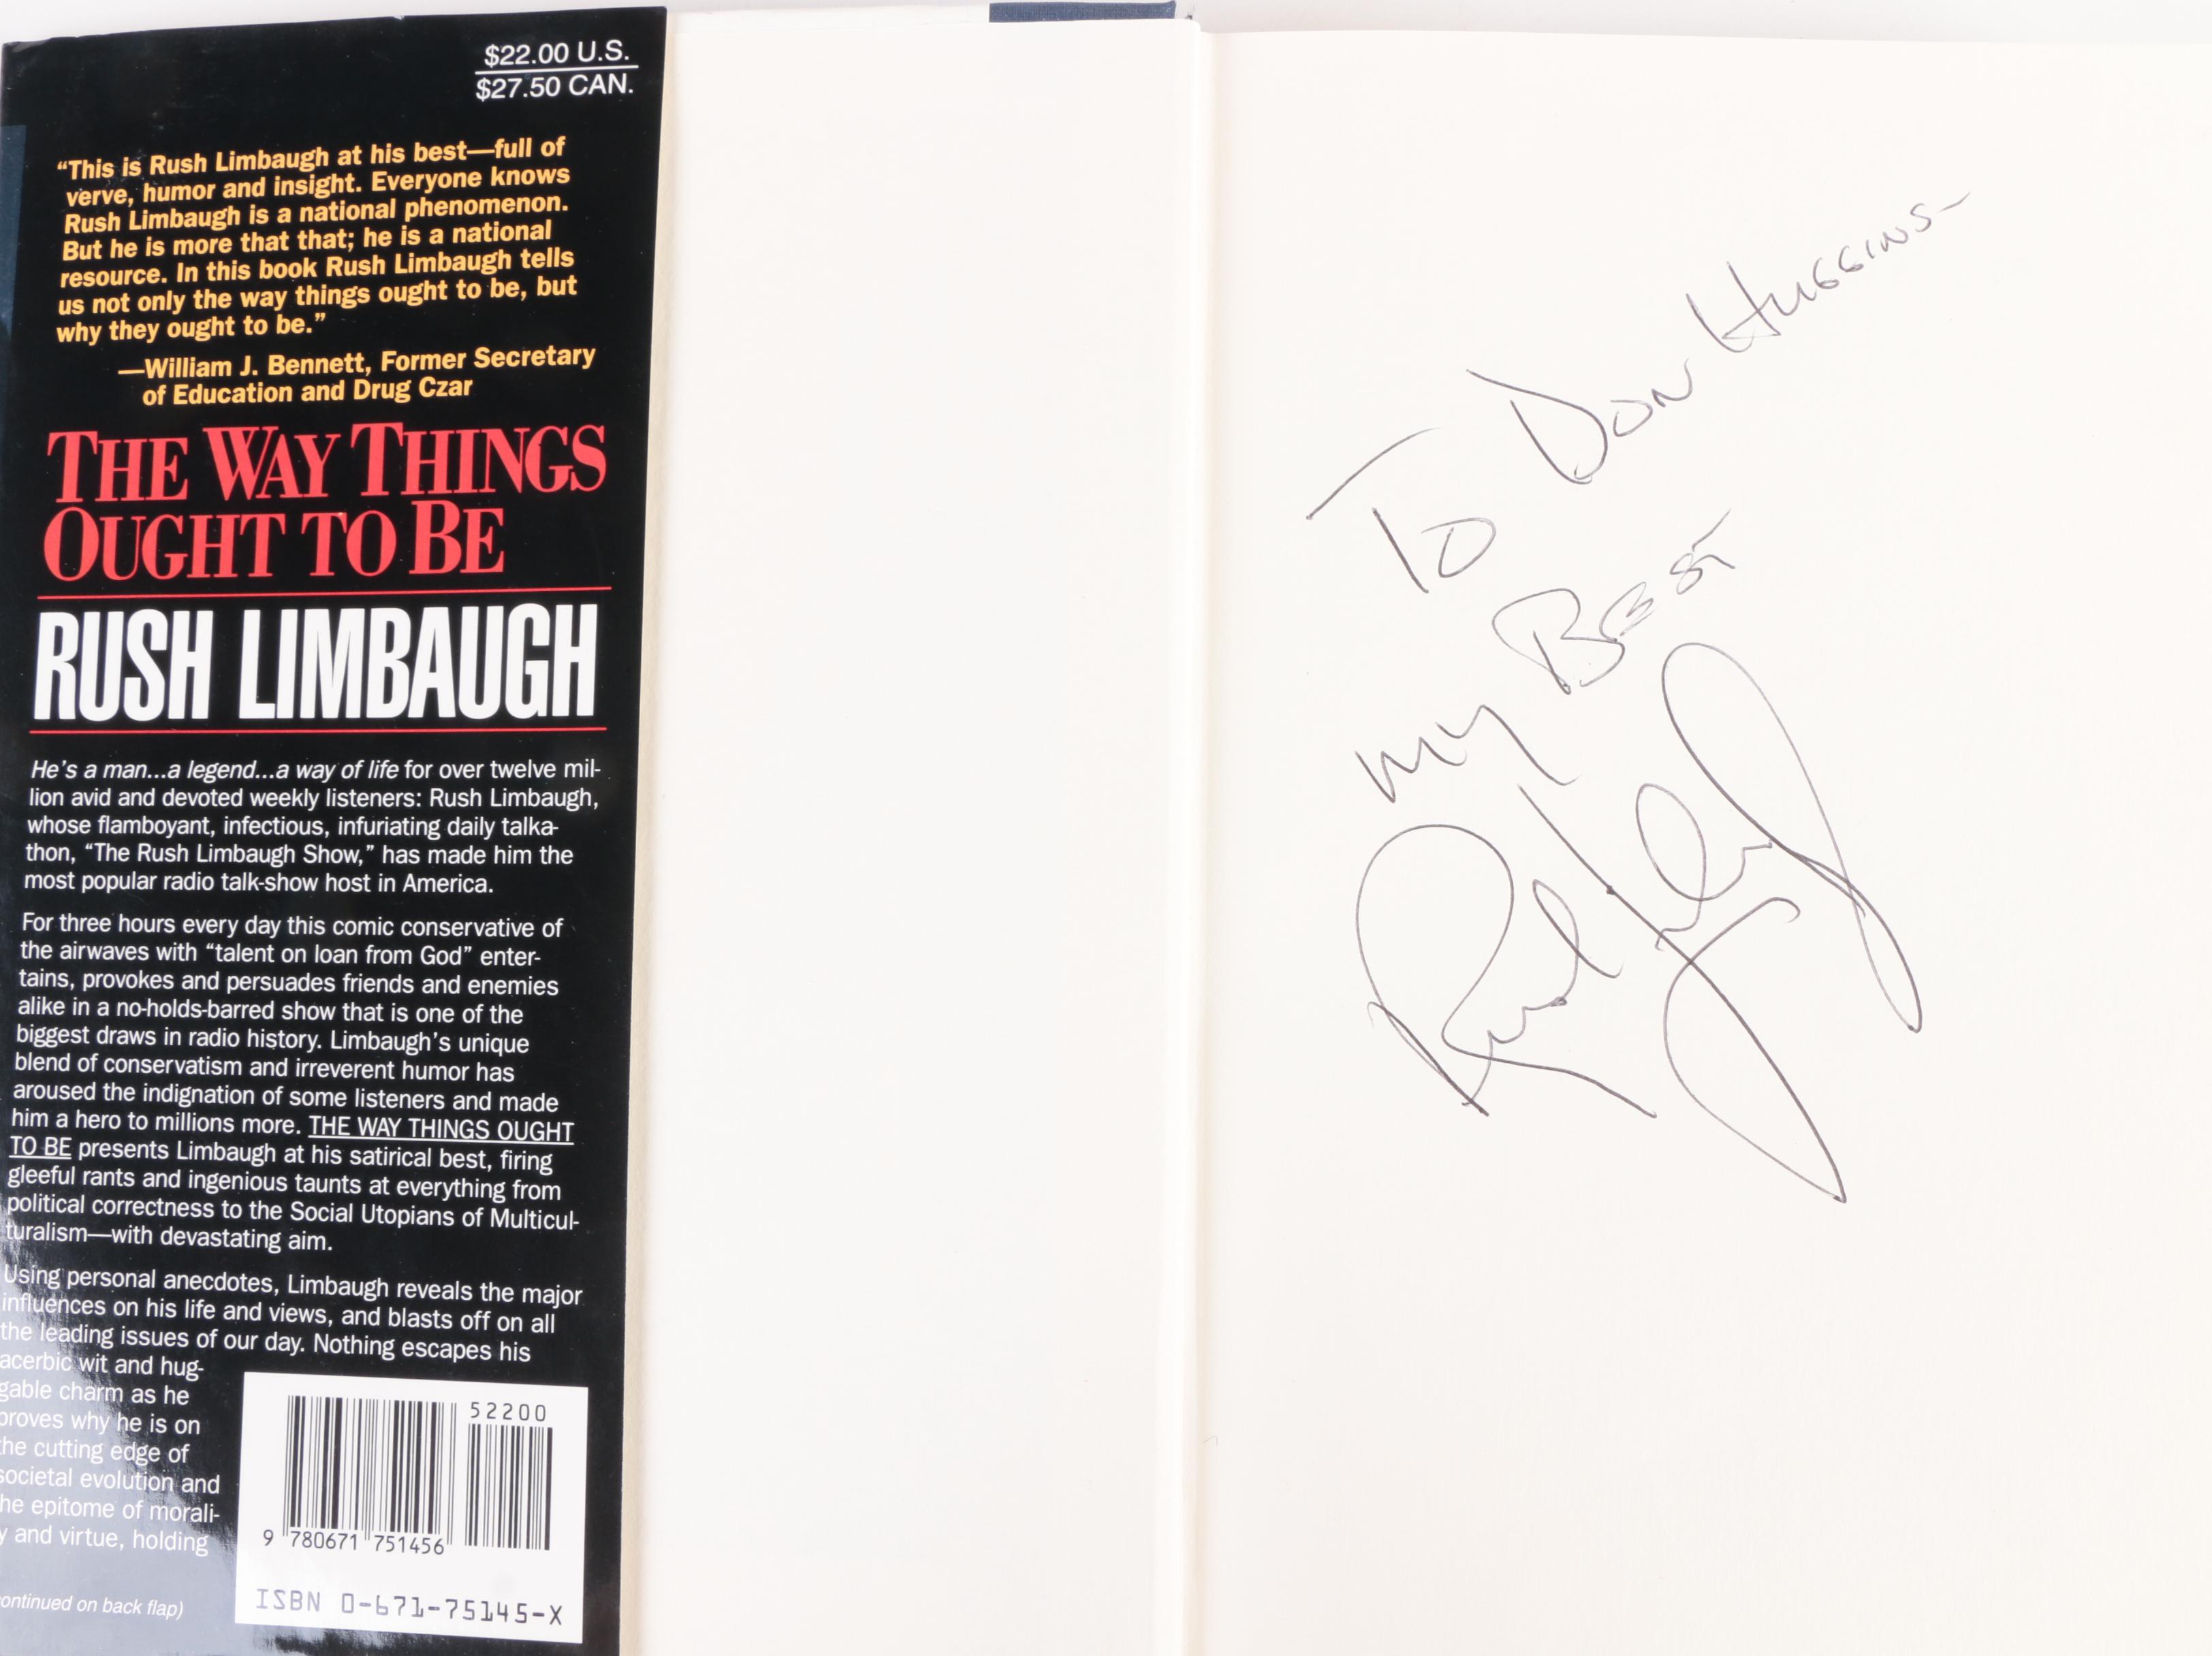 $22.00 U.S.
$27.50 CAN.
“This is Rush Limbaugh at his best—full of
verve, humor and insight. Everyone knows
Rush Limbaugh is a national phenomenon.
But he is more that that; he is a national
resource. In this book Rush Limbaugh tells
us not only the way things ought to be, but
why they ought to be.”
—William J. Bennett, Former Secretary
of Education and Drug Czar
THE WAY THINGS
OUGHT TO BE
RUSH LIMBAUGH
He’s a man...a legend...a way of life for over twelve mil-
lion avid and devoted weekly listeners: Rush Limbaugh,
whose flamboyant, infectious, infuriating daily talka-
thon, “The Rush Limbaugh Show,” has made him the
most popular radio talk-show host in America.
For three hours every day this comic conservative of
the airwaves with “talent on loan from God” enter-
tains, provokes and persuades friends and enemies
alike in a no-holds-barred show that is one of the
biggest draws in radio history. Limbaugh’s unique
blend of conservatism and irreverent humor has
aroused the indignation of some listeners and made
him a hero to millions more. THE WAY THINGS OUGHT
TO BE presents Limbaugh at his satirical best, firing
gleeful rants and ingenious taunts at everything from
political correctness to the Social Utopians of Multicul-
turalism—with devastating aim.
Using personal anecdotes, Limbaugh reveals the major
influences on his life and views, and blasts off on all
the leading issues of our day. Nothing escapes his
acerbic wit and hug-
gable charm as he
proves why he is on
the cutting edge of
societal evolution and
he epitome of morali-
y and virtue, holding
ontinued on back flap)
52200
9 780671 751456
ISBN 0-671-75145-X
To Don Huggins-
My Best